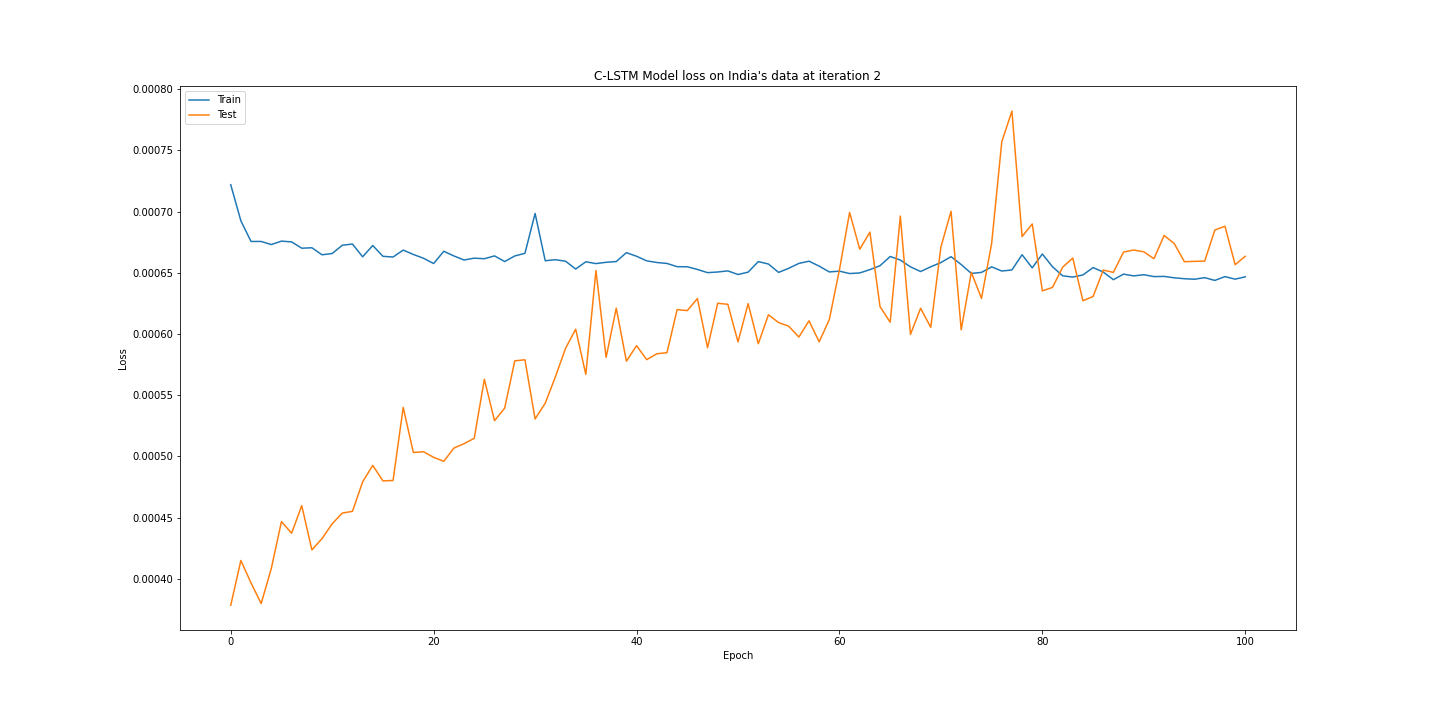 C-LSTM Model loss on India's data at iteration 2
Train
Test
0.00080
0.00075
0.00070
0.00065
0.00060
0.00055
0.00050
0.00045
0.00040
Loss
0 20 40 60 80 100
Epoch